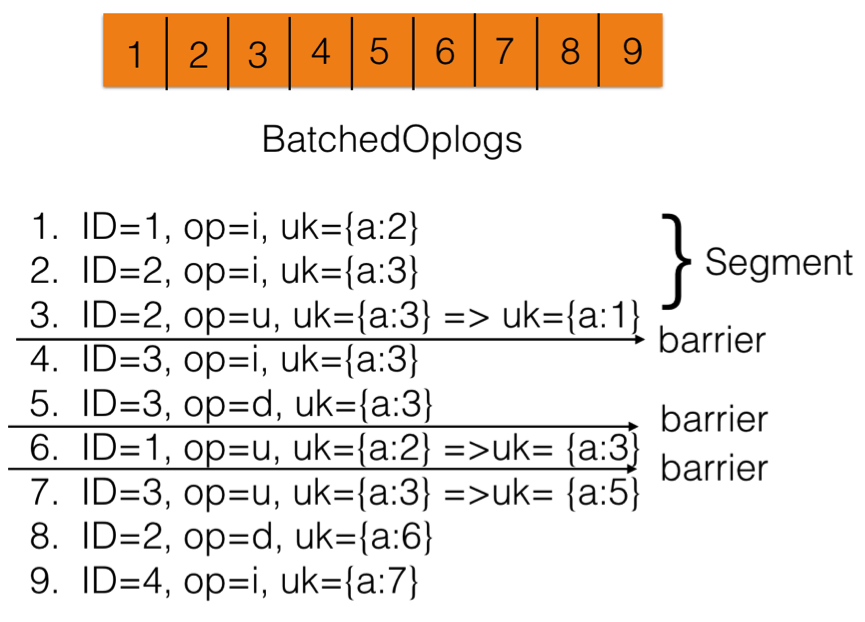 1 2 3 4 5 6 7 8 9
BatchedOplogs
1. ID=1, op=i, uk={a:2}
2. ID=2, op=i, uk={a:3}
Segment
3. ID=2, op=u, uk={a:3} => uk={a:1}
barrier
4. ID=3, op=i, uk={a:3}
5. ID=3, op=d, uk={a:3}
barrier
6. ID=1, op=u, uk={a:2} =>uk= {a:3}
barrier
7. ID=3, op=u, uk={a:3} =>uk= {a:5}
8. ID=2, op=d, uk={a:6}
9. ID=4, op=i, uk={a:7}